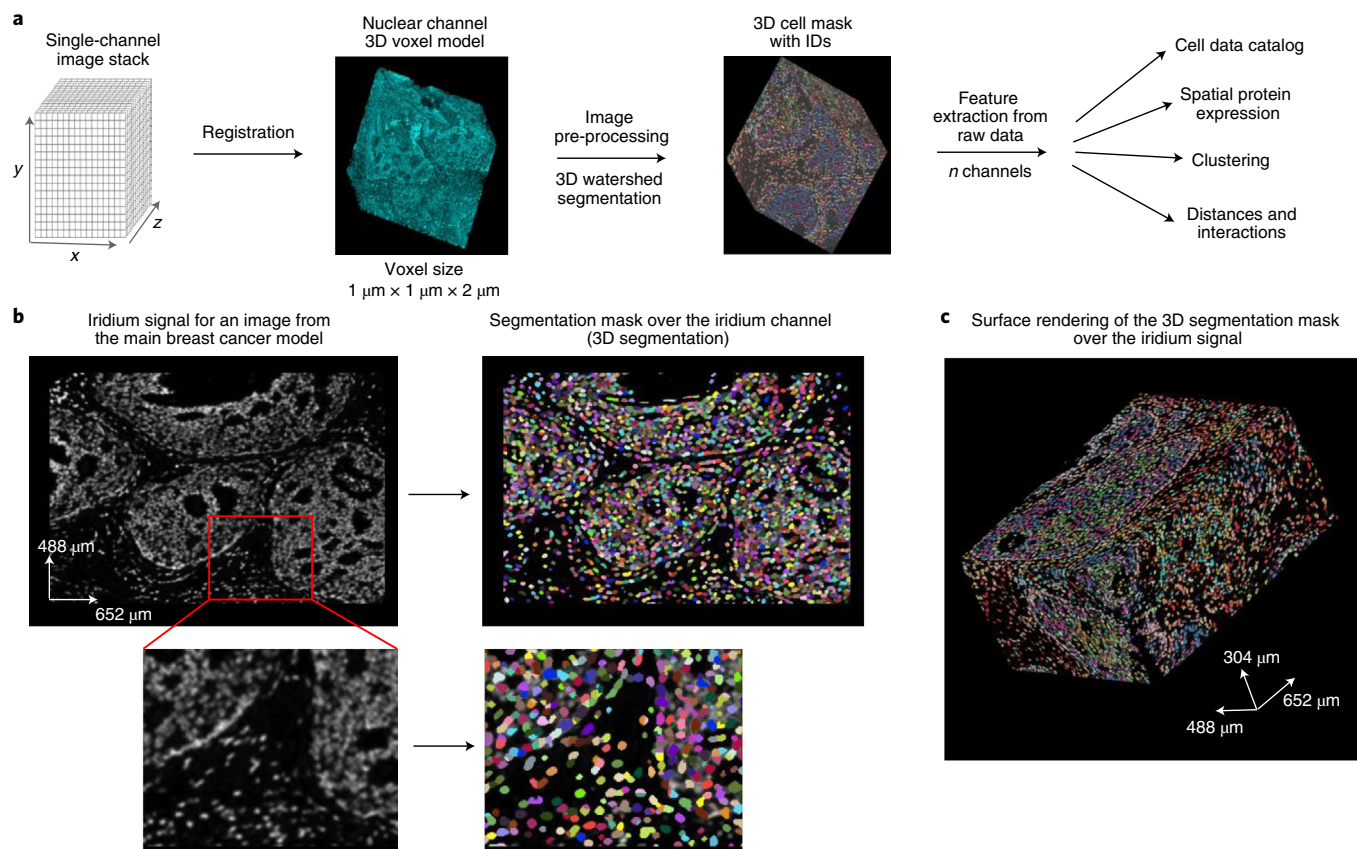 a
Single-channel
image stack
y
x
z
Registration
Nuclear channel
3D voxel model
Voxel size
1 μm × 1 μm × 2 μm
Image
pre-processing
3D watershed
segmentation
3D cell mask
with IDs
Feature
extraction from
raw data
n channels
Cell data catalog
Spatial protein
expression
Clustering
Distances and
interactions
b
Iridium signal for an image from
the main breast cancer model
488 μm
652 μm
Segmentation mask over the iridium channel
(3D segmentation)
c
Surface rendering of the 3D segmentation mask
over the iridium signal
304 μm
652 μm
488 μm